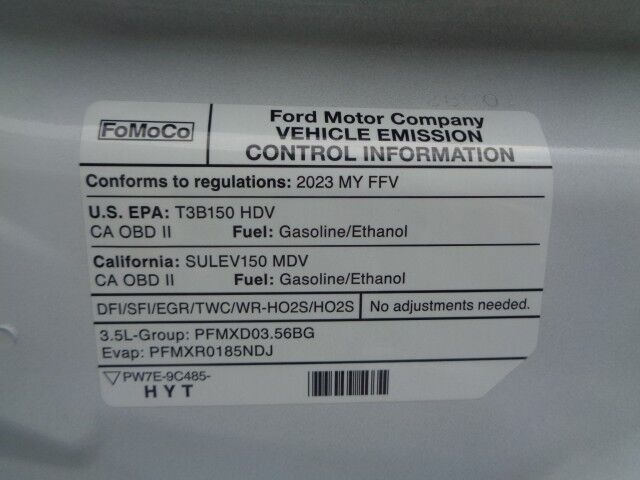 FoMoCo
Ford Motor Company
VEHICLE EMISSION
CONTROL INFORMATION
Conforms to regulations: 2023 MY FFV
U.S. EPA: T3B150 HDV
CA OBD II Fuel: Gasoline/Ethanol
California: SULEV150 MDV
CA OBD II Fuel: Gasoline/Ethanol
DFI/SFI/EGR/TWC/WR-HO2S/HO2S No adjustments needed.
3.5L-Group: PFMXD03.56BG
Evap: PFMXR0185NDJ
PW7E-9C485-
HYT